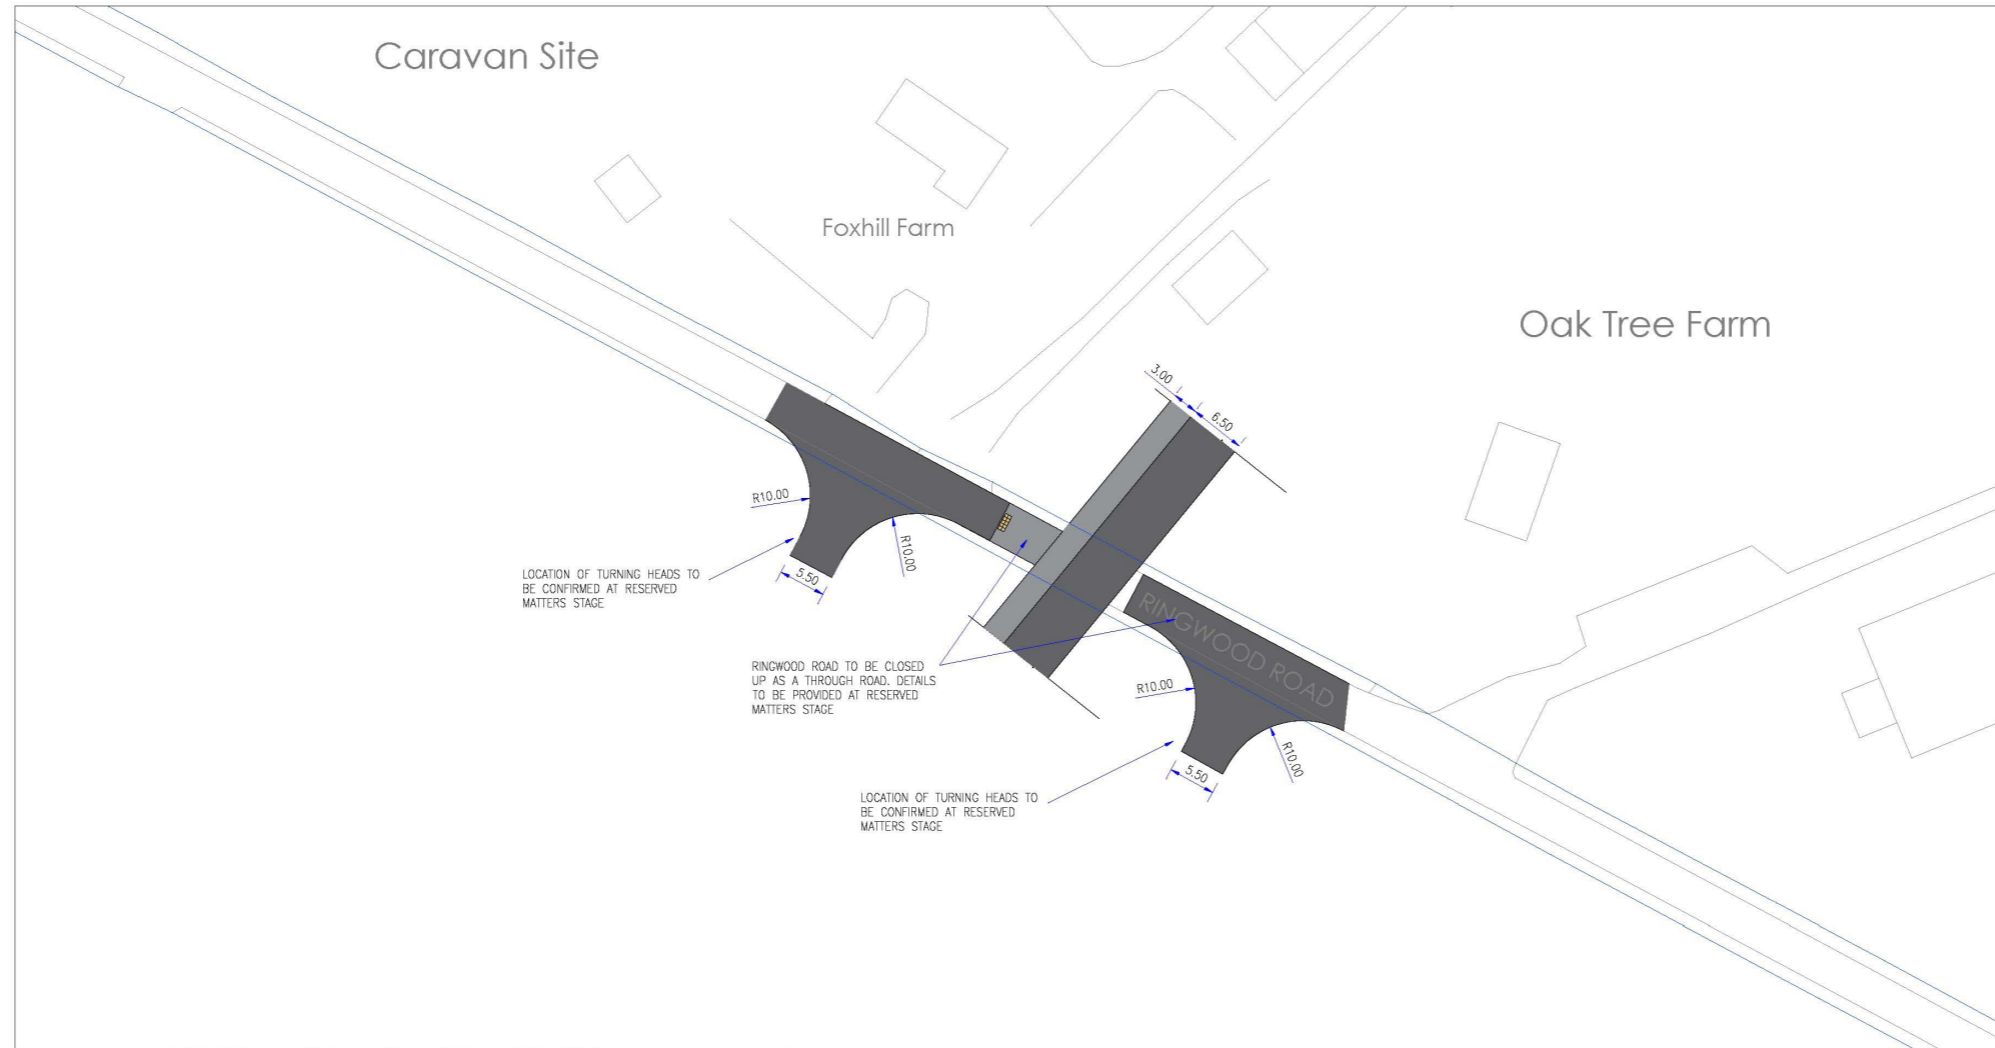 Caravan Site
Foxhill Farm
Oak Tree Farm
3.00
6.50
R10.00
R10.00
5.50
LOCATION OF TURNING HEADS TO
BE CONFIRMED AT RESERVED
MATTERS STAGE
RINGWOOD ROAD
RINGWOOD ROAD TO BE CLOSED
UP AS A THROUGH ROAD. DETAILS
TO BE PROVIDED AT RESERVED
MATTERS STAGE
R10.00
R10.00
5.50
LOCATION OF TURNING HEADS TO
BE CONFIRMED AT RESERVED
MATTERS STAGE